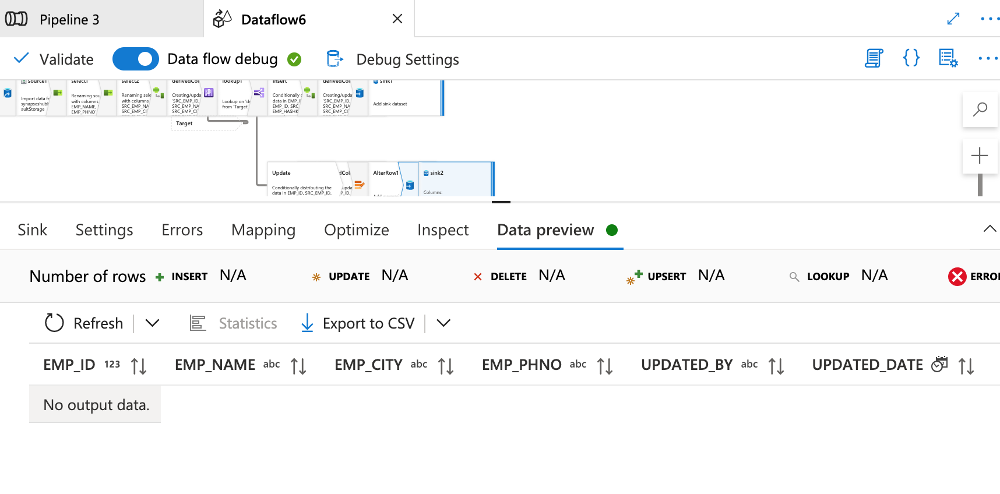 Pipeline 3
Dataflow6
Validate
Data flow debug
Debug Settings
source1
Import data fr
synapseshub
aultStorage
select1
Renaming sou
with columns
EMP_NAME,
EMP_PHNO'
select2
Renaming sele
with columns
SRC_EMP_NA
SRC_EMP_CI
derivedCol
Creating/upda
'SRC_EMP_ID,
SRC_EMP_NA
SRC_EMP_CI
lookup1
Lookup on 'de
from 'Target'
insert
Conditionally
data in EMP_I
EMP_ID, SRC
EMP_HASHK
derivedCol
Creating/upda
'SRC_EMP_ID,
SRC_EMP_NA
SRC_EMP_CI
sink1
Add sink dataset
Target
Update
Conditionally distributing the
data in EMP_ID, SRC_EMP_ID,
dCol
upda
P_ID,
AlterRow1
sink2
Columns:
Sink
Settings
Errors
Mapping
Optimize
Inspect
Data preview
Number of rows
INSERT N/A
UPDATE N/A
DELETE N/A
UPSERT N/A
LOOKUP N/A
ERROR
Refresh
Statistics
Export to CSV
EMP_ID 123
EMP_NAME abc
EMP_CITY abc
EMP_PHNO abc
UPDATED_BY abc
UPDATED_DATE
No output data.